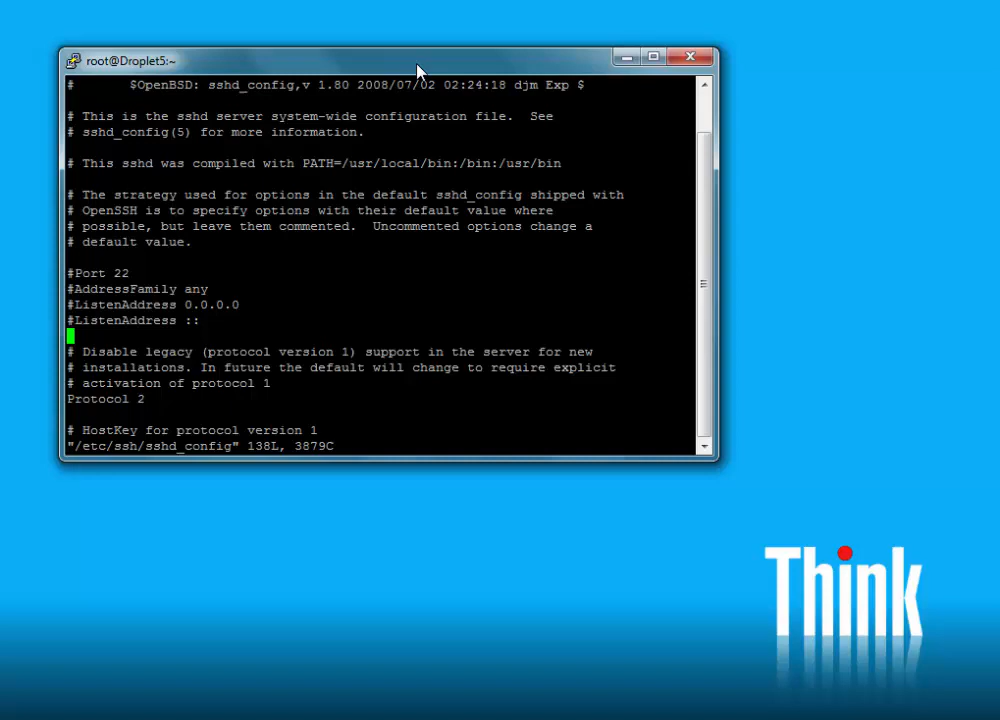 root@Droplet5:~
#       $OpenBSD: sshd_config,v 1.80 2008/07/02 02:24:18 djm Exp $
# This is the sshd server system-wide configuration file.  See
# sshd_config(5) for more information.
# This sshd was compiled with PATH=/usr/local/bin:/bin:/usr/bin
# The strategy used for options in the default sshd_config shipped with
# OpenSSH is to specify options with their default value where
# possible, but leave them commented.  Uncommented options change a
# default value.
#Port 22
#AddressFamily any
#ListenAddress 0.0.0.0
#ListenAddress ::
# Disable legacy (protocol version 1) support in the server for new
# installations. In future the default will change to require explicit
# activation of protocol 1
Protocol 2
# HostKey for protocol version 1
"/etc/ssh/sshd_config" 138L, 3879C
Think